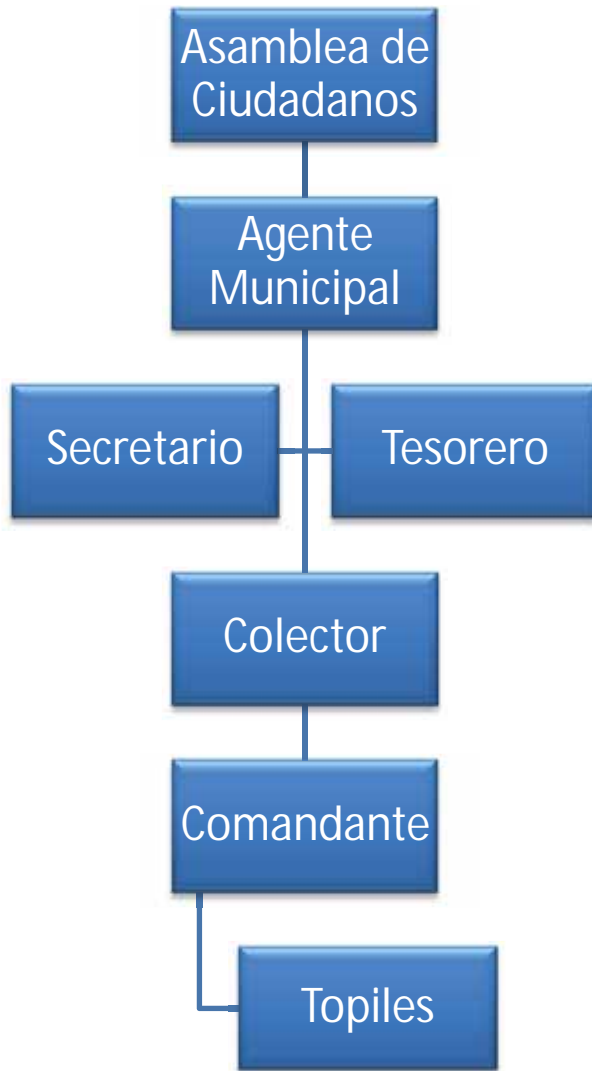 Asamblea de
Ciudadanos
Agente
Municipal
Secretario
Tesorero
Colector
Comandante
Topiles